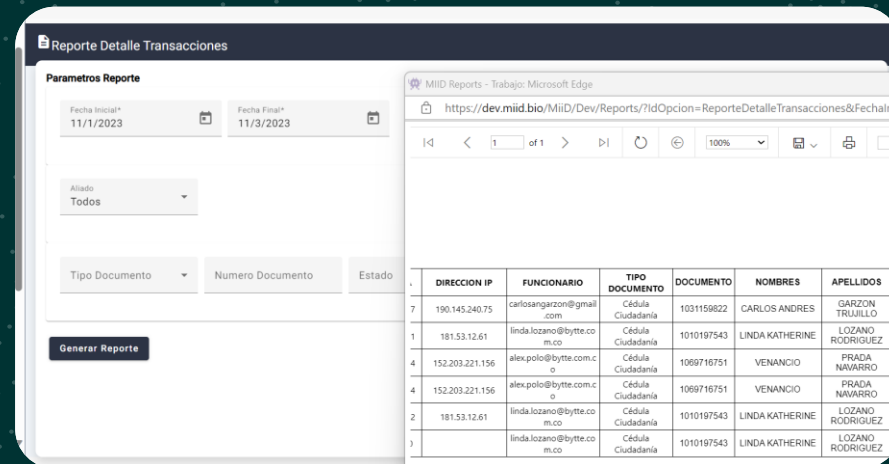 Reporte Detalle Transacciones
Parametros Reporte
Fecha Inicial*
11/1/2023
Fecha Final*
11/3/2023
Aliado
Todos
Tipo Documento
Numero Documento
Estado
Generar Reporte
MIID Reports - Trabajo: Microsoft Edge
https://dev.miid.bio/MiiD/Dev/Reports/?IdOpcion=ReporteDetalleTransacciones&FechaIn
1 of 1
100%
DIRECCION IP FUNCIONARIO TIPO DOCUMENTO DOCUMENTO NOMBRES APELLIDOS
7 190.145.240.75 carlosangarzon@gmail.com Cédula Ciudadanía 1031159822 CARLOS ANDRES GARZON TRUJILLO
1 181.53.12.61 linda.lozano@bytte.com.co Cédula Ciudadanía 1010197543 LINDA KATHERINE LOZANO RODRIGUEZ
4 152.203.221.156 alex.polo@bytte.com.co Cédula Ciudadanía 1069716751 VENANCIO PRADA NAVARRO
4 152.203.221.156 alex.polo@bytte.com.co Cédula Ciudadanía 1069716751 VENANCIO PRADA NAVARRO
2 181.53.12.61 linda.lozano@bytte.com.co Cédula Ciudadanía 1010197543 LINDA KATHERINE LOZANO RODRIGUEZ
linda.lozano@bytte.com.co Cédula Ciudadanía 1010197543 LINDA KATHERINE LOZANO RODRIGUEZ